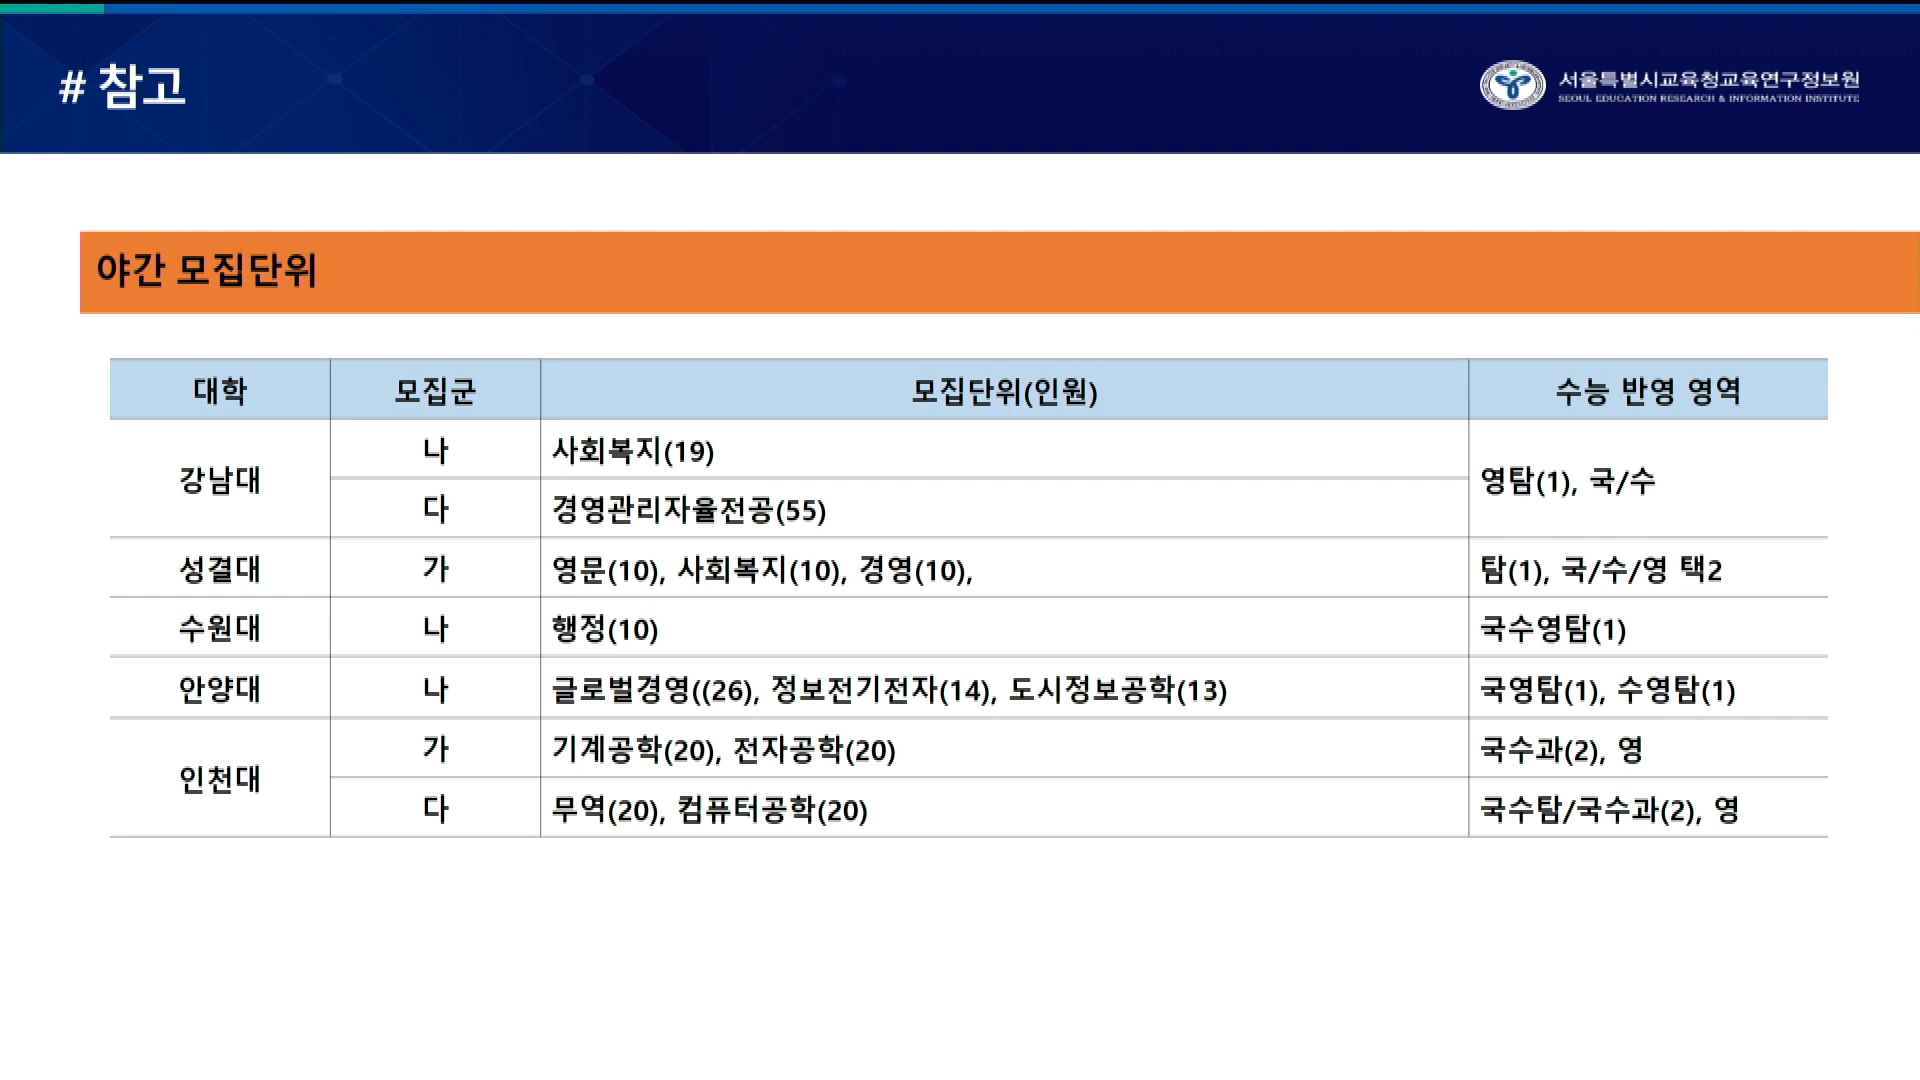 # 참고
서울특별시교육청교육연구정보원
SEOUL EDUCATION RESEARCH & INFORMATION INSTITUTE
야간 모집단위
대학 모집군 모집단위(인원) 수능 반영 영역
강남대 나 사회복지(19) 영탐(1), 국/수
다 경영관리자율전공(55)
성결대 가 영문(10), 사회복지(10), 경영(10), 탐(1), 국/수/영 택2
수원대 나 행정(10) 국수영탐(1)
안양대 나 글로벌경영((26), 정보전기전자(14), 도시정보공학(13) 국영탐(1), 수영탐(1)
인천대 가 기계공학(20), 전자공학(20) 국수과(2), 영
다 무역(20), 컴퓨터공학(20) 국수탐/국수과(2), 영